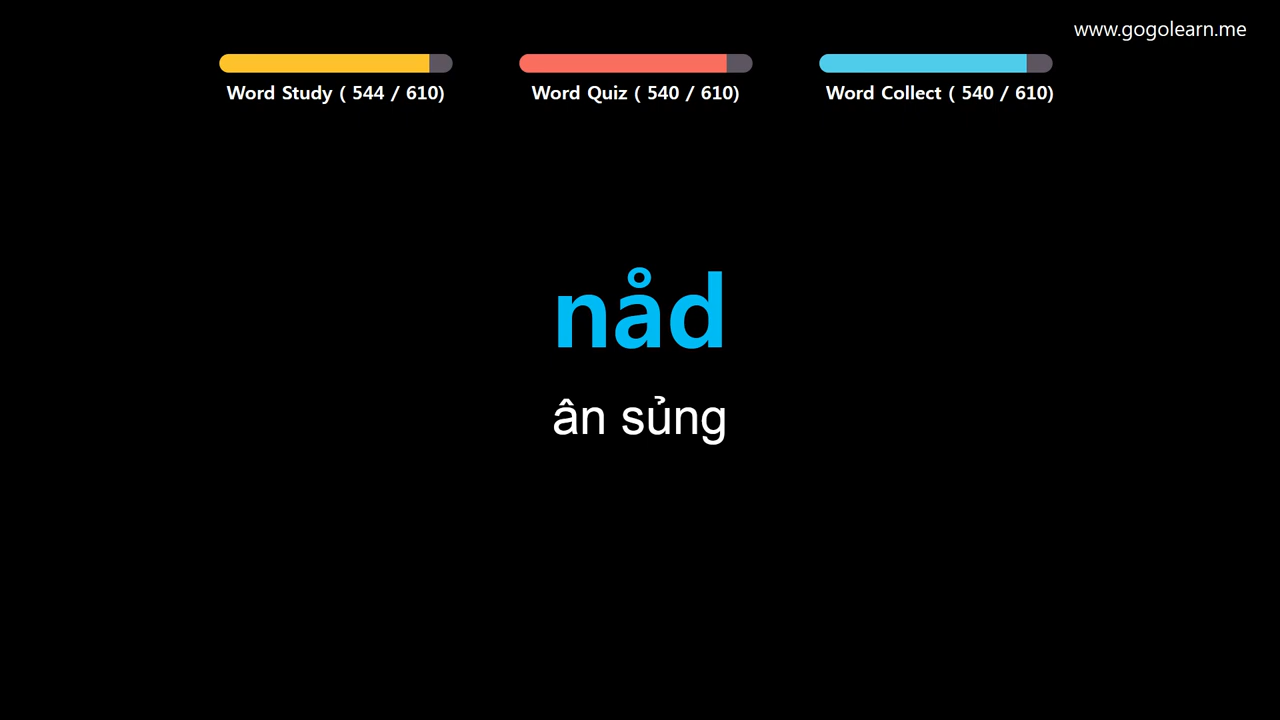 www.gogolearn.me
Word Study ( 544 / 610)
Word Quiz ( 540 / 610)
Word Collect ( 540 / 610)
nåd
ân sủng